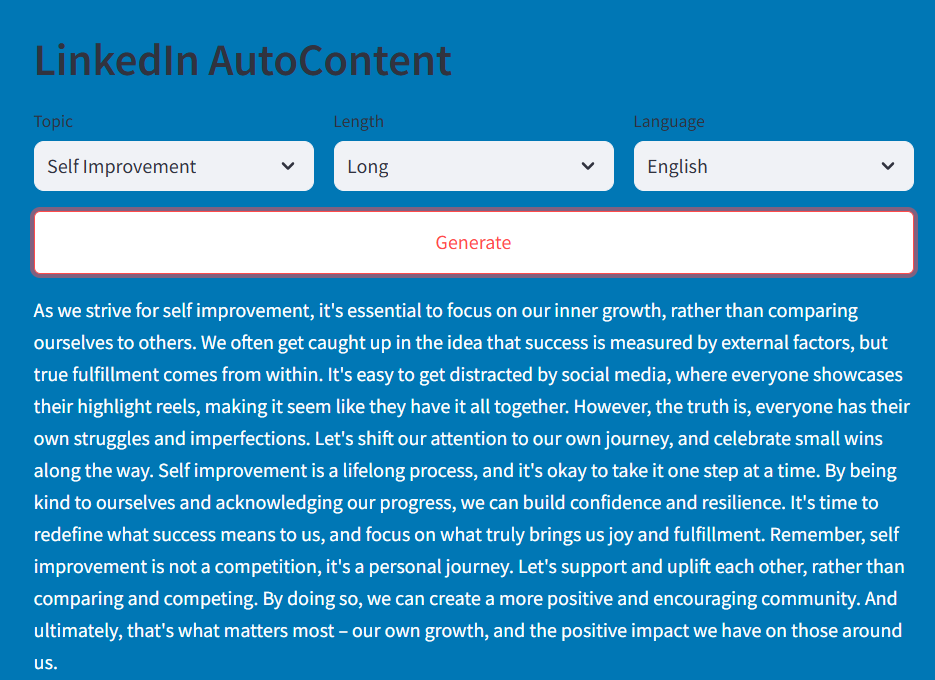 LinkedIn AutoContent
Topic
Length
Language
Self Improvement
Long
English
Generate
As we strive for self improvement, it's essential to focus on our inner growth, rather than comparing
ourselves to others. We often get caught up in the idea that success is measured by external factors, but
true fulfillment comes from within. It's easy to get distracted by social media, where everyone showcases
their highlight reels, making it seem like they have it all together. However, the truth is, everyone has their
own struggles and imperfections. Let's shift our attention to our own journey, and celebrate small wins
along the way. Self improvement is a lifelong process, and it's okay to take it one step at a time. By being
kind to ourselves and acknowledging our progress, we can build confidence and resilience. It's time to
redefine what success means to us, and focus on what truly brings us joy and fulfillment. Remember, self
improvement is not a competition, it's a personal journey. Let's support and uplift each other, rather than
comparing and competing. By doing so, we can create a more positive and encouraging community. And
ultimately, that's what matters most – our own growth, and the positive impact we have on those around
us.